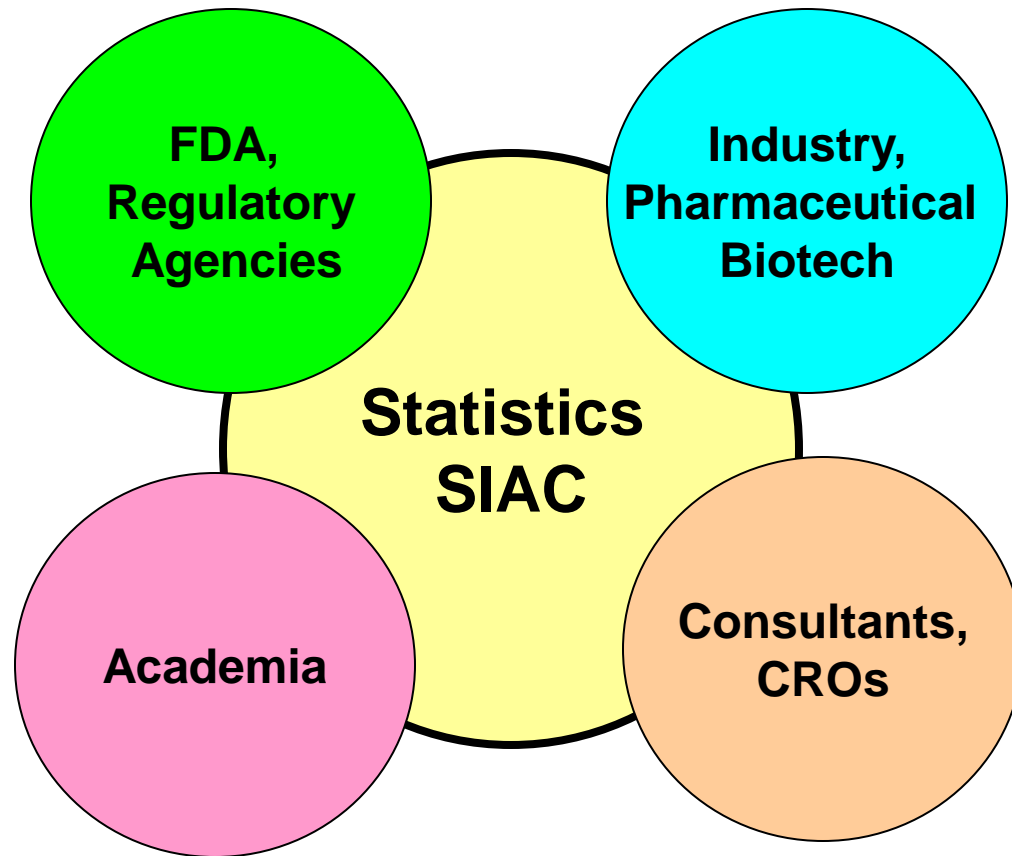 FDA,
Regulatory
Agencies
Industry,
Pharmaceutical
Biotech
Statistics
SIAC
Academia
Consultants,
CROs